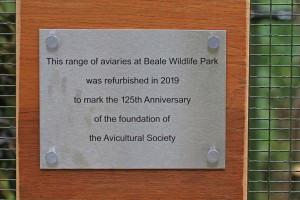 This range of aviaries at Beale Wildlife Park
was refurbished in 2019
to mark the 125th Anniversary
of the foundation of
the Avicultural Society